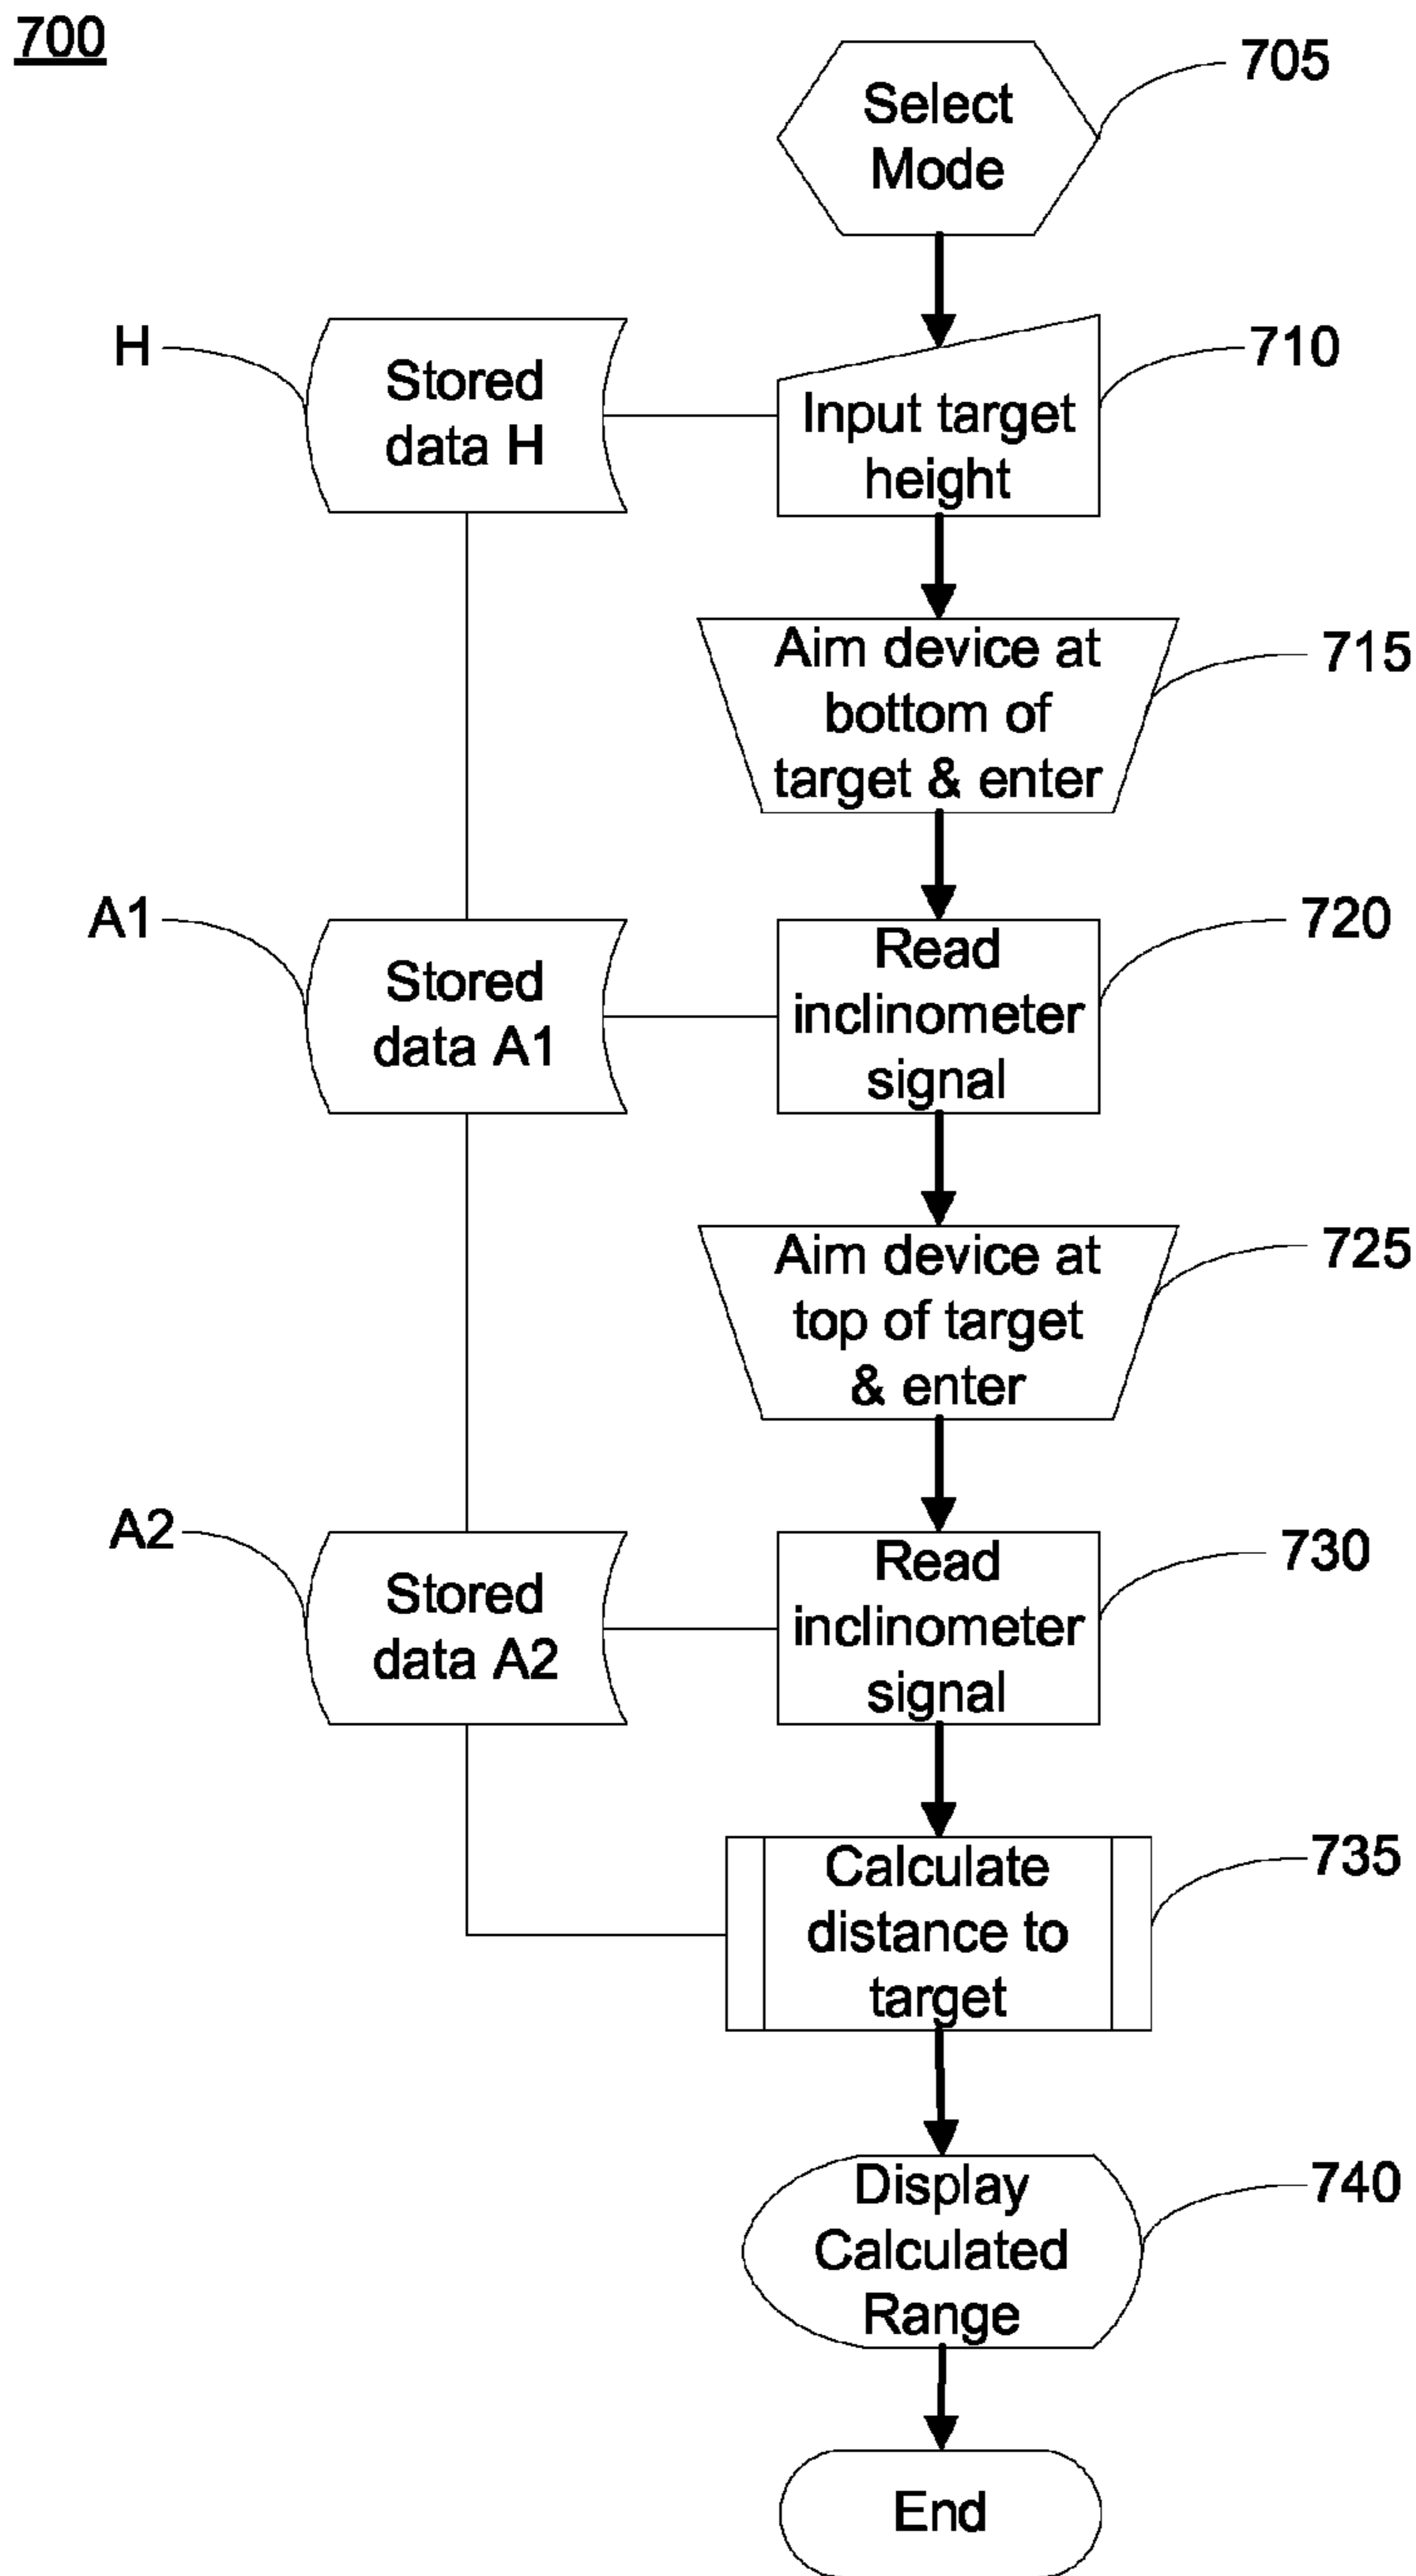 700
Select
Mode
705
H
Stored
data H
Input target
height
710
Aim device at
bottom of
target & enter
715
A1
Stored
data A1
Read
inclinometer
signal
720
Aim device at
top of target
& enter
725
A2
Stored
data A2
Read
inclinometer
signal
730
Calculate
distance to
target
735
Display
Calculated
Range
740
End